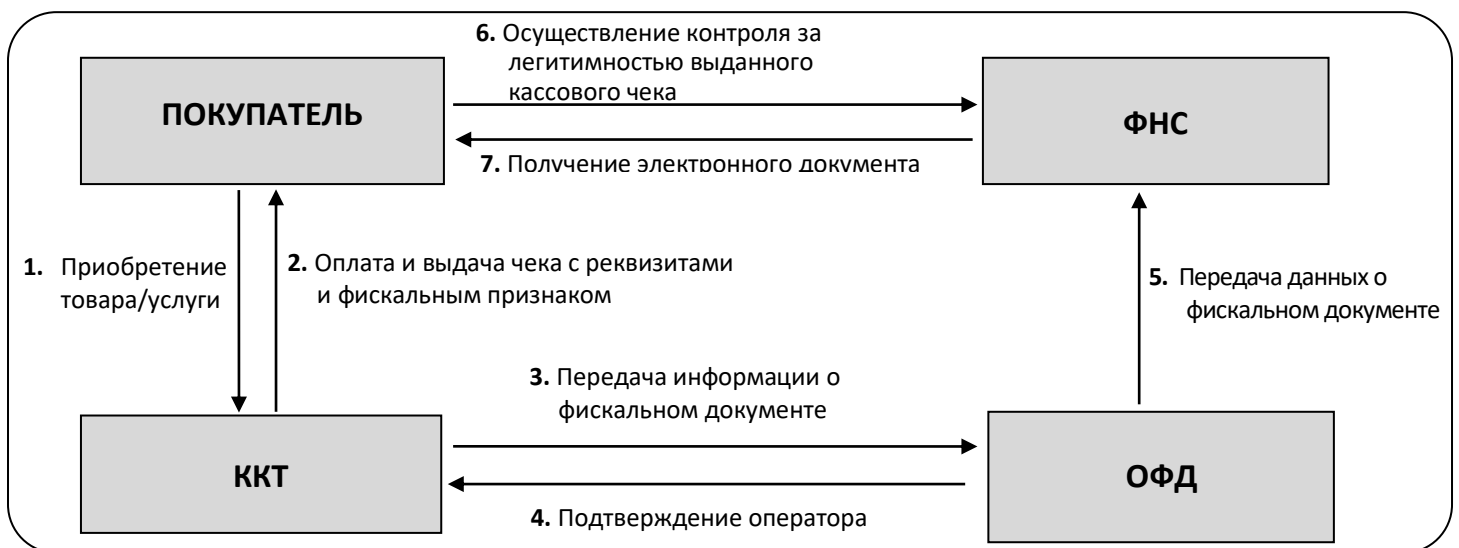 6. Осуществление контроля за
легитимностью выданного
кассового чека
ПОКУПАТЕЛЬ
ФНС
7. Получение электронного документа
1. Приобретение
товара/услуги
2. Оплата и выдача чека с реквизитами
и фискальным признаком
5. Передача данных о
фискальном документе
3. Передача информации о
фискальном документе
ККТ
ОФД
4. Подтверждение оператора